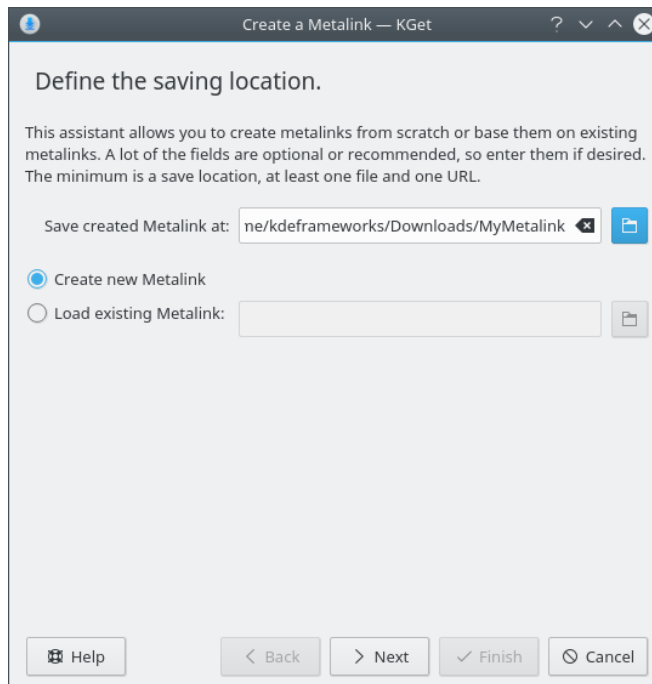 Create a Metalink — KGet
Define the saving location.
This assistant allows you to create metalinks from scratch or base them on existing
metalinks. A lot of the fields are optional or recommended, so enter them if desired.
The minimum is a save location, at least one file and one URL.
Save created Metalink at: ne/kdeframeworks/Downloads/MyMetalink
Create new Metalink
Load existing Metalink:
Help < Back > Next Finish Cancel